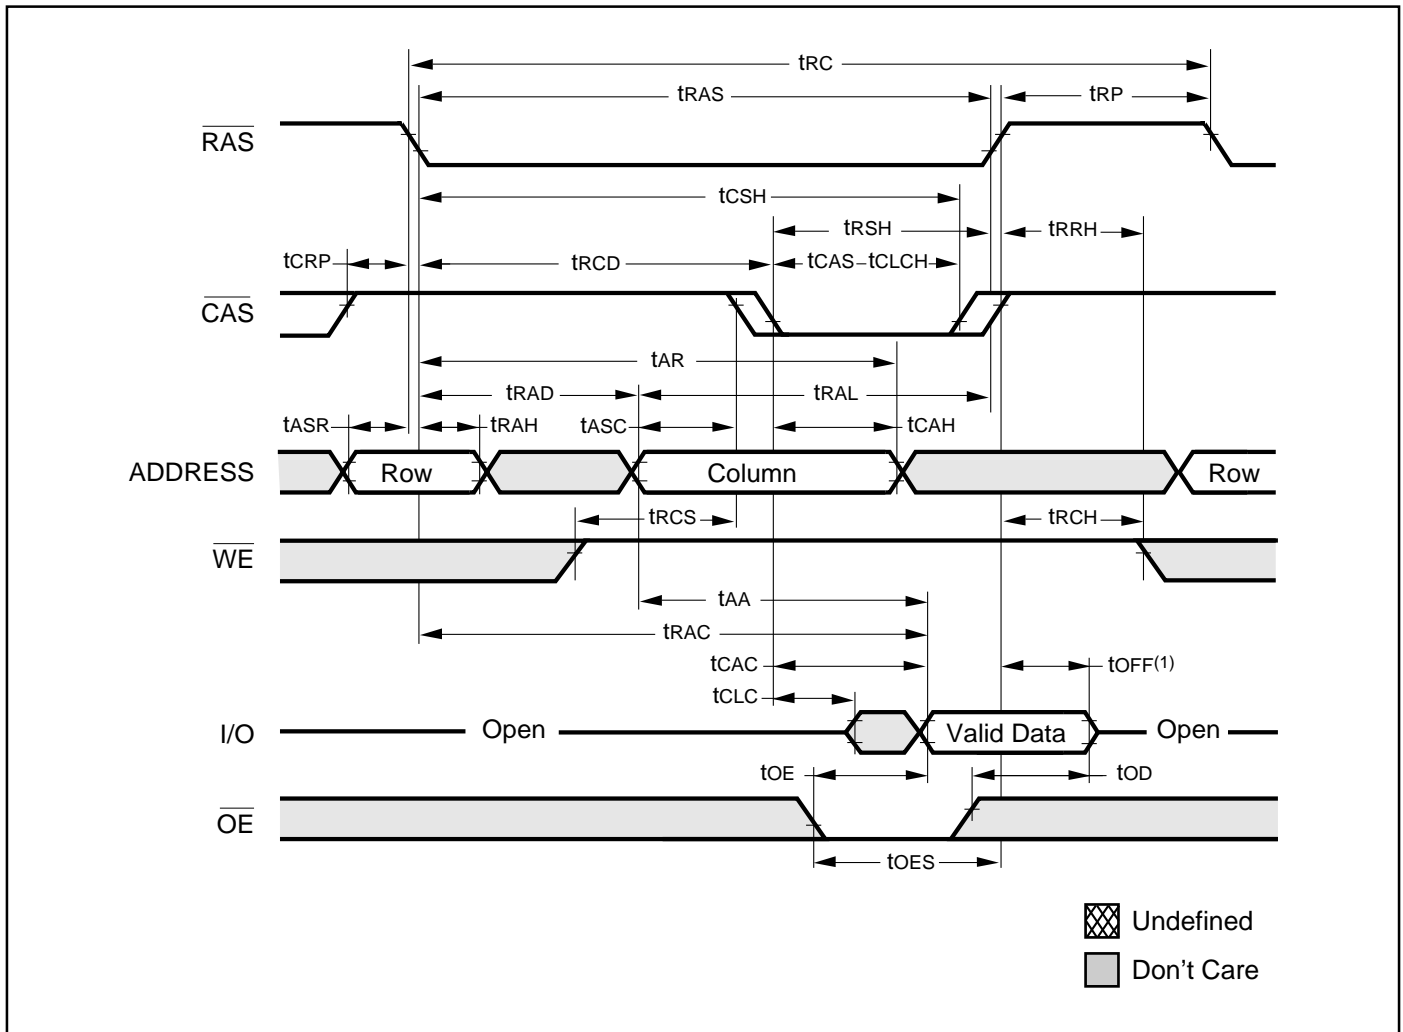 tRC
tRAS
tRP
RAS
tCSH
tRSH
tRRH
tCRP
tRCD
tCAS
tCLCH
CAS
tAR
tRAD
tRAL
tASR
tRAH
tASC
tCAH
ADDRESS
Row
Column
Row
tRCS
tRCH
WE
tAA
tRAC
tCAC
tOFF(1)
tCLC
I/O
Open
Valid Data
Open
tOE
tOD
OE
tOES
Undefined
Don't Care